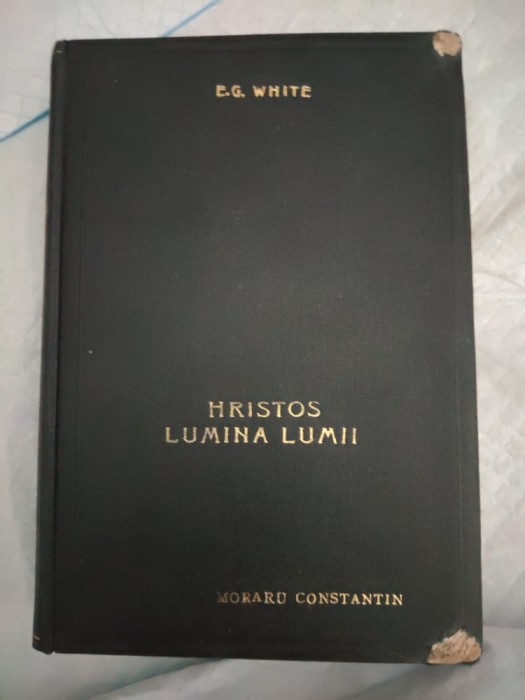 E.G. WHITE
HRISTOS
LUMINA LUMII
MORARU CONSTANTIN